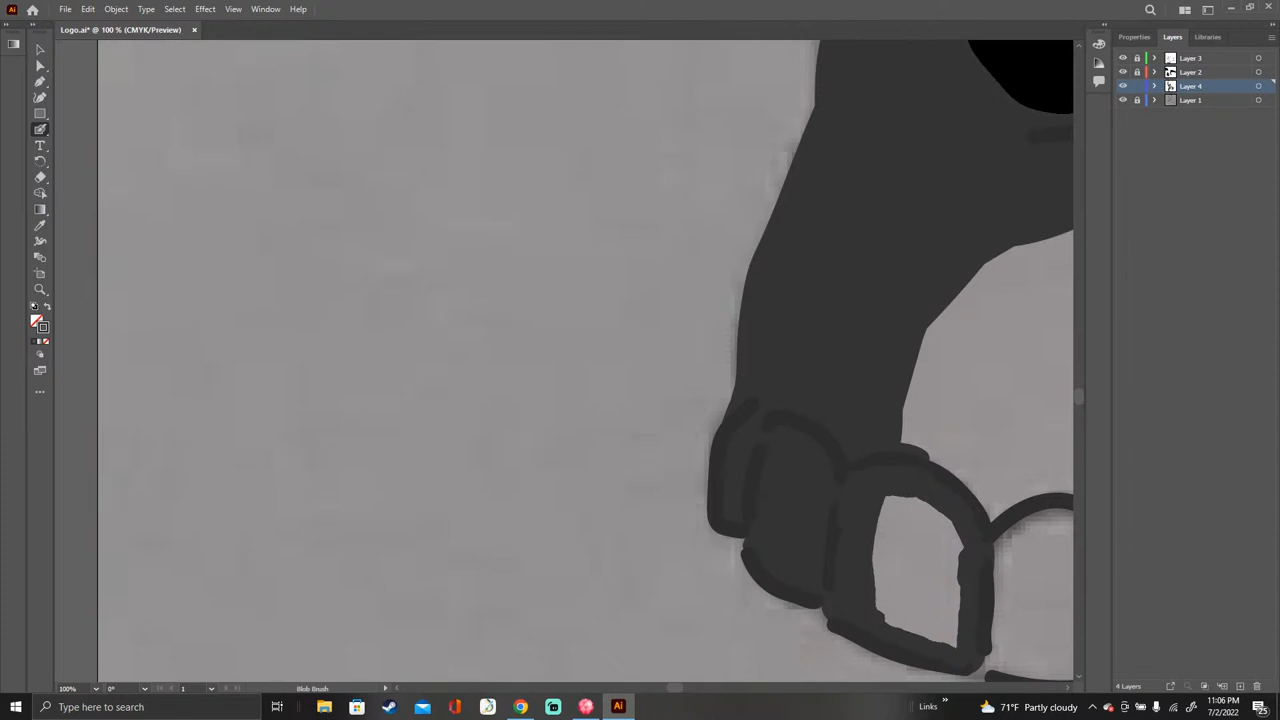 Ai File Edit Object Type Select Effect View Window Help
Logo.ai* @ 100 % (CMYK/Preview) ×
Properties Layers Libraries
Layer 3
Layer 2
Layer 4
Layer 1
4 Layers
100% 0° 1 Blob Brush
Type here to search
Ai
Links
71°F Partly cloudy
11:06 PM
7/2/2022